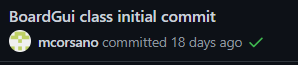 BoardGui class initial commit
mcorsano committed 18 days ago